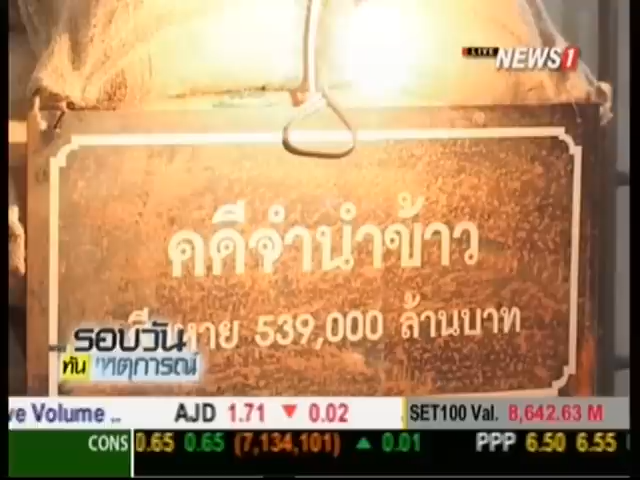 LIVE NEWS1
คดีจำนำข้าว
หาย 539,000 ล้านบาท
รอบวัน
ทัน เหตุการณ์
ve Volume AJD 1.71 ▼ 0.02 SET100 Val. 8,642.63 M
CONS 0.65 0.65 (7,134,101) ▲ 0.01 PPP 6.50 6.55